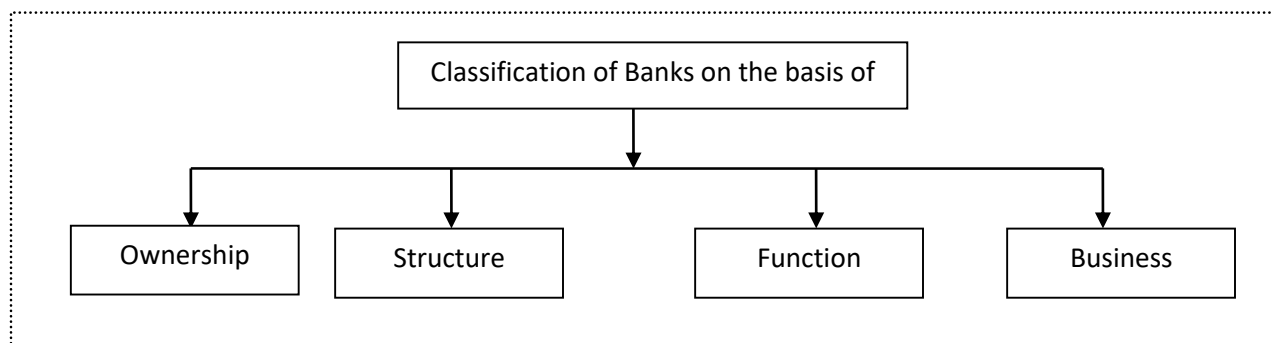 Classification of Banks on the basis of
Ownership
Structure
Function
Business